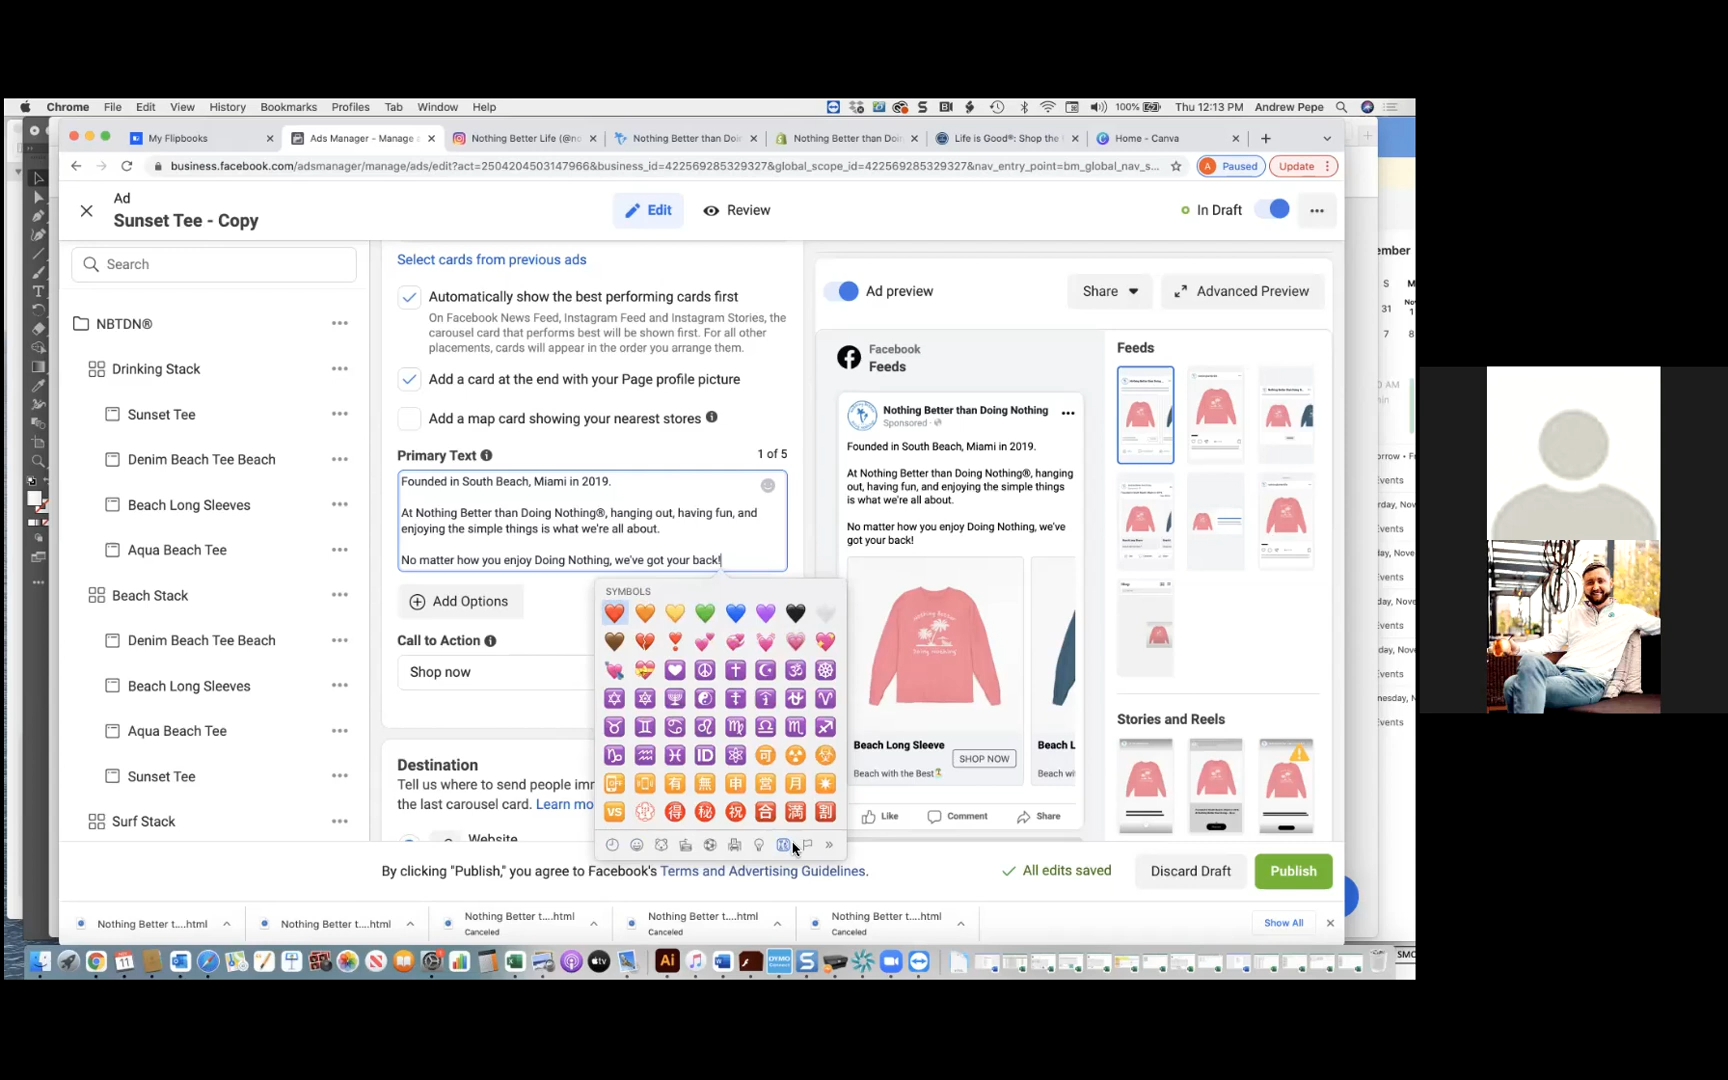 Chrome File Edit View History Bookmarks Profiles Tab Window Help 100% Thu 12:13 PM Andrew Pepe
My Flipbooks Ads Manager - Manage Nothing Better Life (@no Nothing Better than Doi Nothing Better than Doi Life is Good®: Shop the Home - Canva
business.facebook.com/adsmanager/manage/ads/edit?act=2504204503147966&business_id=422569285329327&global_scope_id=422569285329327&nav_entry_point=bm_global_nav_s... A Paused Update
Ad
Sunset Tee - Copy
Edit Review
In Draft
Search
NBTDN®
Drinking Stack
Sunset Tee
Denim Beach Tee Beach
Beach Long Sleeves
Aqua Beach Tee
Beach Stack
Denim Beach Tee Beach
Beach Long Sleeves
Aqua Beach Tee
Sunset Tee
Surf Stack
Select cards from previous ads
Automatically show the best performing cards first
On Facebook News Feed, Instagram Feed and Instagram Stories, the
carousel card that performs best will be shown first. For all other
placements, cards will appear in the order you arrange them.
Add a card at the end with your Page profile picture
Add a map card showing your nearest stores
Primary Text 1 of 5
Founded in South Beach, Miami in 2019.
At Nothing Better than Doing Nothing®, hanging out, having fun, and
enjoying the simple things is what we're all about.
No matter how you enjoy Doing Nothing, we've got your back!
Add Options
Call to Action
Shop now
Destination
Tell us where to send people imm
the last carousel card. Learn mo
Website
SYMBOLS
Ad preview
Share
Advanced Preview
Facebook
Feeds
Nothing Better than Doing Nothing
Sponsored
Founded in South Beach, Miami in 2019.
At Nothing Better than Doing Nothing®, hanging
out, having fun, and enjoying the simple things
is what we're all about.
No matter how you enjoy Doing Nothing, we've
got your back!
nothing better
doing nothing
Beach Long Sleeve
SHOP NOW
Beach with the Best
Beach L
Beach wi
Like Comment Share
Feeds
Stories and Reels
By clicking "Publish," you agree to Facebook's Terms and Advertising Guidelines.
All edits saved
Discard Draft
Publish
Nothing Better t....html
Nothing Better t....html
Nothing Better t....html
Canceled
Nothing Better t....html
Canceled
Nothing Better t....html
Canceled
Show All
ember
S M
31
7 8